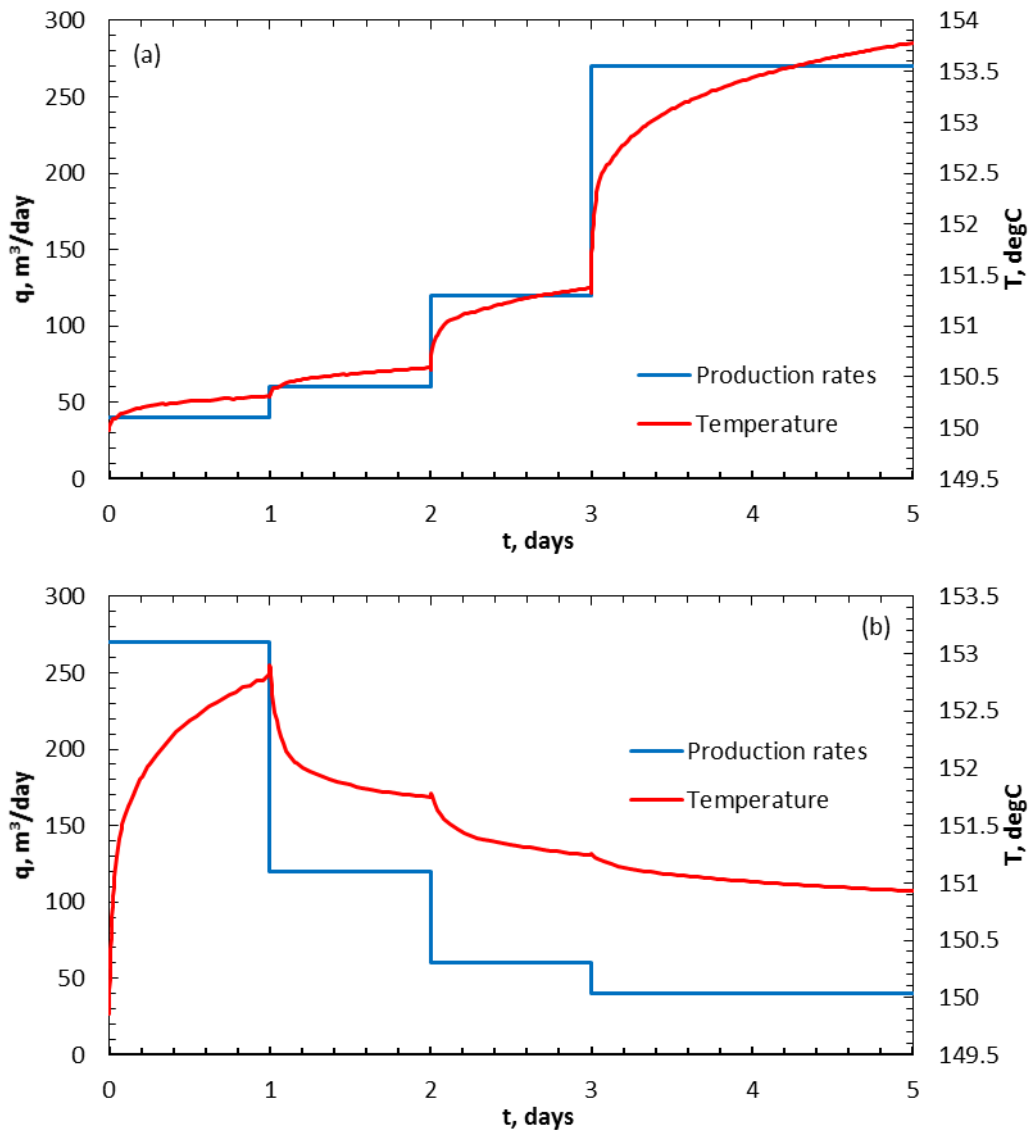 (a)
300
250
200
150
100
50
0
q, m³/day
154
153.5
153
152.5
152
151.5
151
150.5
150
149.5
T, degC
Production rates
Temperature
0 1 2 3 4 5
t, days
(b)
300
250
200
150
100
50
0
q, m³/day
153.5
153
152.5
152
151.5
151
150.5
150
149.5
T, degC
Production rates
Temperature
0 1 2 3 4 5
t, days